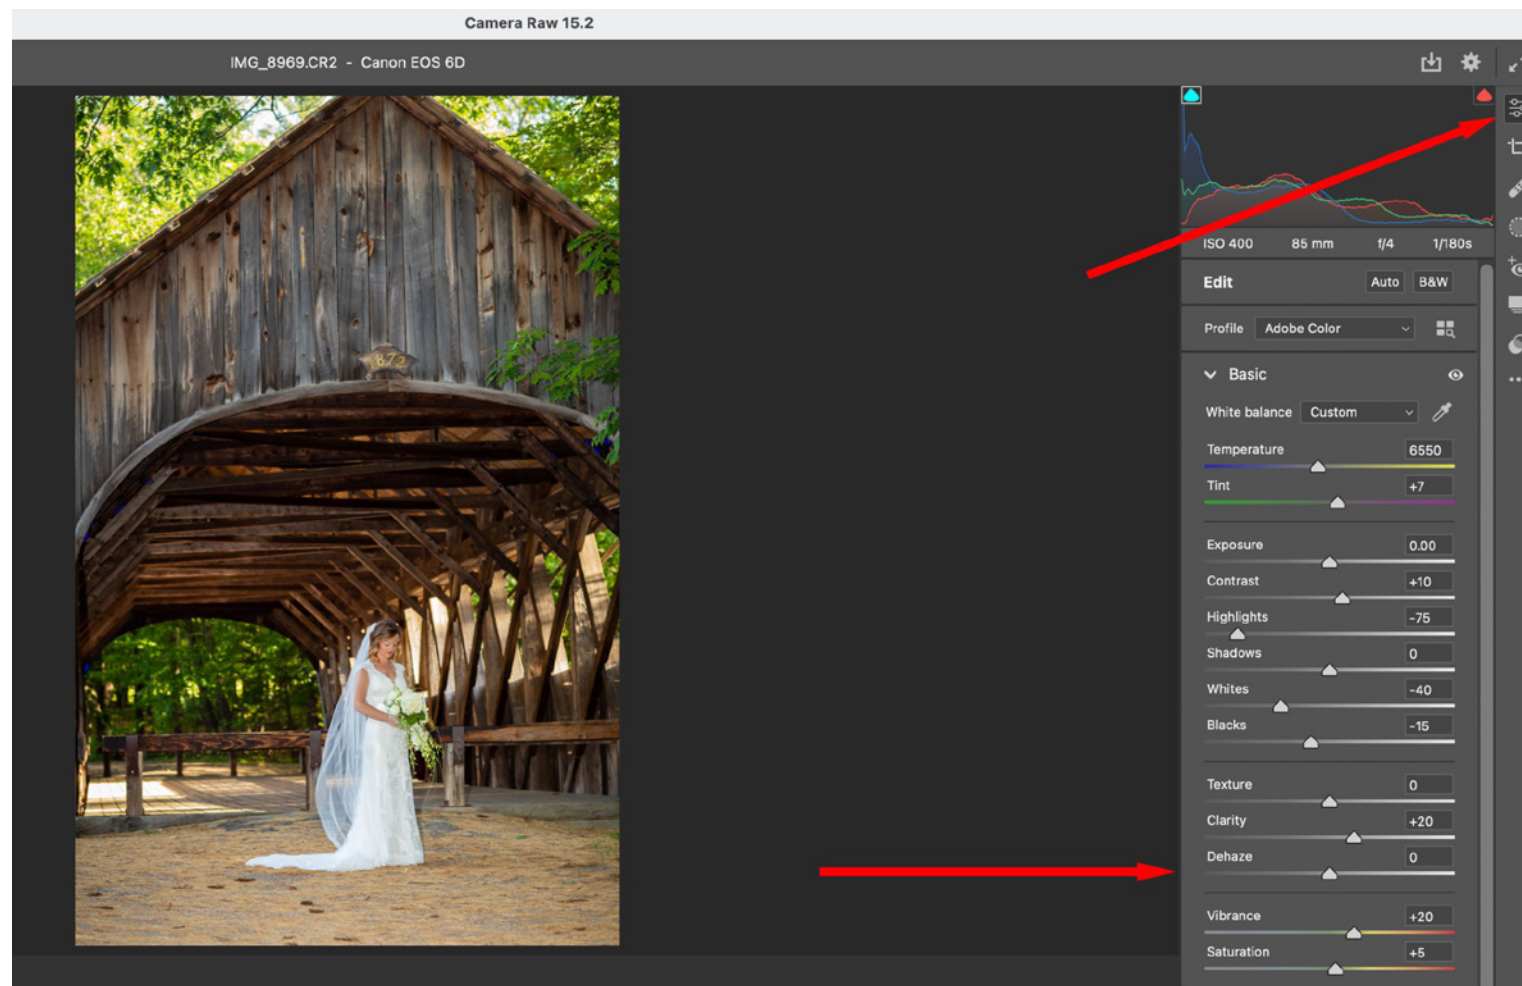 Camera Raw 15.2
IMG_8969.CR2 - Canon EOS 6D
ISO 400 85 mm f/4 1/180s
Edit Auto B&W
Profile Adobe Color
Basic
White balance Custom
Temperature 6550
Tint +7
Exposure 0.00
Contrast +10
Highlights -75
Shadows 0
Whites -40
Blacks -15
Texture 0
Clarity +20
Dehaze 0
Vibrance +20
Saturation +5